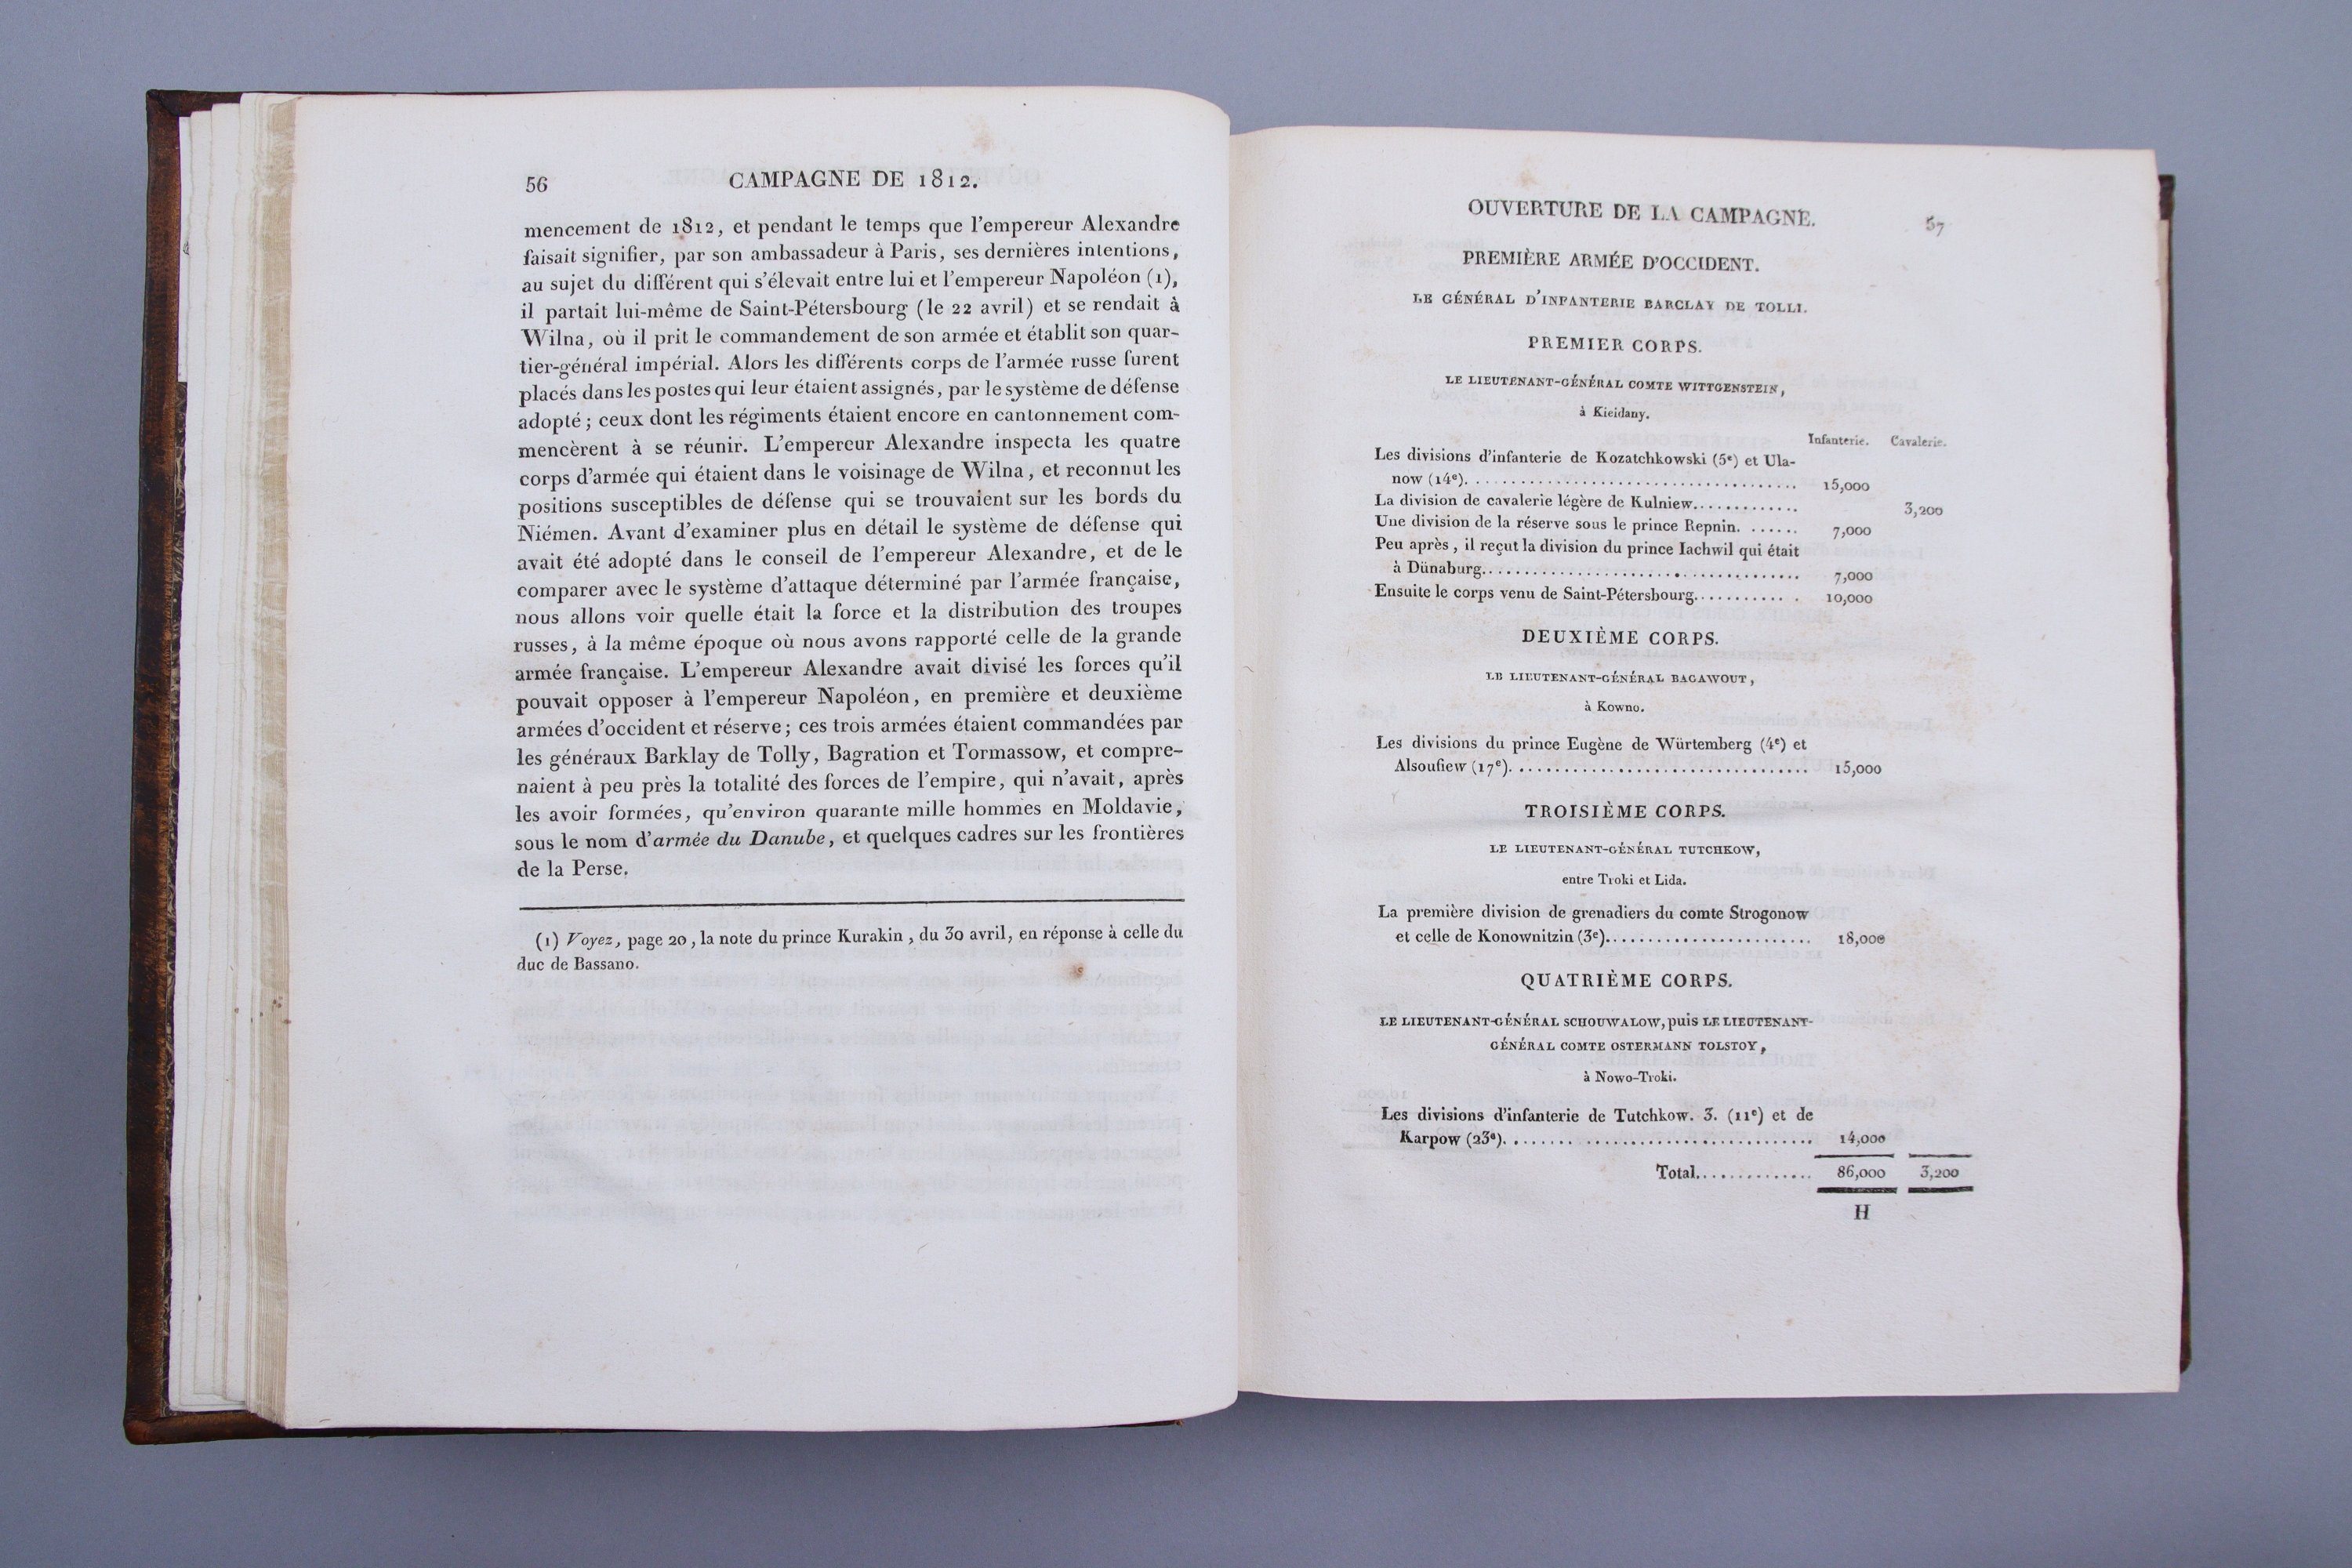 56
CAMPAGNE DE 1812.
mencement de 1812, et pendant le temps que l'empereur Alexandre
faisait signifier, par son ambassadeur à Paris, ses dernières intentions,
au sujet du différent qui s'élevait entre lui et l'empereur Napoléon (1),
il partait lui-même de Saint-Pétersbourg (le 22 avril) et se rendait à
Wilna, où il prit le commandement de son armée et établit son quar-
tier-général impérial. Alors les différents corps de l'armée russe furent
placés dans les postes qui leur étaient assignés, par le système de défense
adopté; ceux dont les régiments étaient encore en cantonnement com-
mencèrent à se réunir. L'empereur Alexandre inspecta les quatre
corps d'armée qui étaient dans le voisinage de Wilna, et reconnut les
positions susceptibles de défense qui se trouvaient sur les bords du
Niémen. Avant d'examiner plus en détail le système de défense qui
avait été adopté dans le conseil de l'empereur Alexandre, et de le
comparer avec le système d'attaque déterminé par l'armée française,
nous allons voir quelle était la force et la distribution des troupes
russes, à la même époque où nous avons rapporté celle de la grande
armée française. L'empereur Alexandre avait divisé les forces qu'il
pouvait opposer à l'empereur Napoléon, en première et deuxième
armées d'occident et réserve; ces trois armées étaient commandées par
les généraux Barklay de Tolly, Bagration et Tormassow, et compre-
naient à peu près la totalité des forces de l'empire, qui n'avait, après
les avoir formées, qu'environ quarante mille hommes en Moldavie,
sous le nom d'armée du Danube, et quelques cadres sur les frontières
de la Perse.
(1) Voyez, page 20, la note du prince Kurakin, du 30 avril, en réponse à celle du
duc de Bassano.
OUVERTURE DE LA CAMPAGNE. 57
PREMIÈRE ARMÉE D'OCCIDENT.
LE GÉNÉRAL D'INFANTERIE BARCLAY DE TOLLI.
PREMIER CORPS.
LE LIEUTENANT-GÉNÉRAL COMTE WITTGENSTEIN,
à Kieidany.
Infanterie. Cavalerie.
Les divisions d'infanterie de Kozatchkowski (5e) et Ula-
now (14e). . . . . . . . . . . . . . . 15,000
La division de cavalerie légère de Kulniew. . . . . . . . . . 3,200
Une division de la réserve sous le prince Repnin. . . . . . . 7,000
Peu après, il reçut la division du prince Iachwil qui était
à Dünaburg. . . . . . . . . . . . . . . 7,000
Ensuite le corps venu de Saint-Pétersbourg. . . . . . . . . . 10,000
DEUXIÈME CORPS.
LE LIEUTENANT-GÉNÉRAL BAGAWOUT,
à Kowno.
Les divisions du prince Eugène de Würtemberg (4e) et
Alsoufiew (17e). . . . . . . . . . . . . . . 15,000
TROISIÈME CORPS.
LE LIEUTENANT-GÉNÉRAL TUTCHKOW,
entre Troki et Lida.
La première division de grenadiers du comte Strogonow
et celle de Konownitzin (3e). . . . . . . . . . . . . . . 18,000
QUATRIÈME CORPS.
LE LIEUTENANT-GÉNÉRAL SCHOUWALOW, puis LE LIEUTENANT-
GÉNÉRAL COMTE OSTERMANN TOLSTOY,
à Nowo-Troki.
Les divisions d'infanterie de Tutchkow. 3. (11e) et de
Karpow (23e). . . . . . . . . . . . . . . 14,000
Total. . . . . . . . . . 86,000 3,200
H